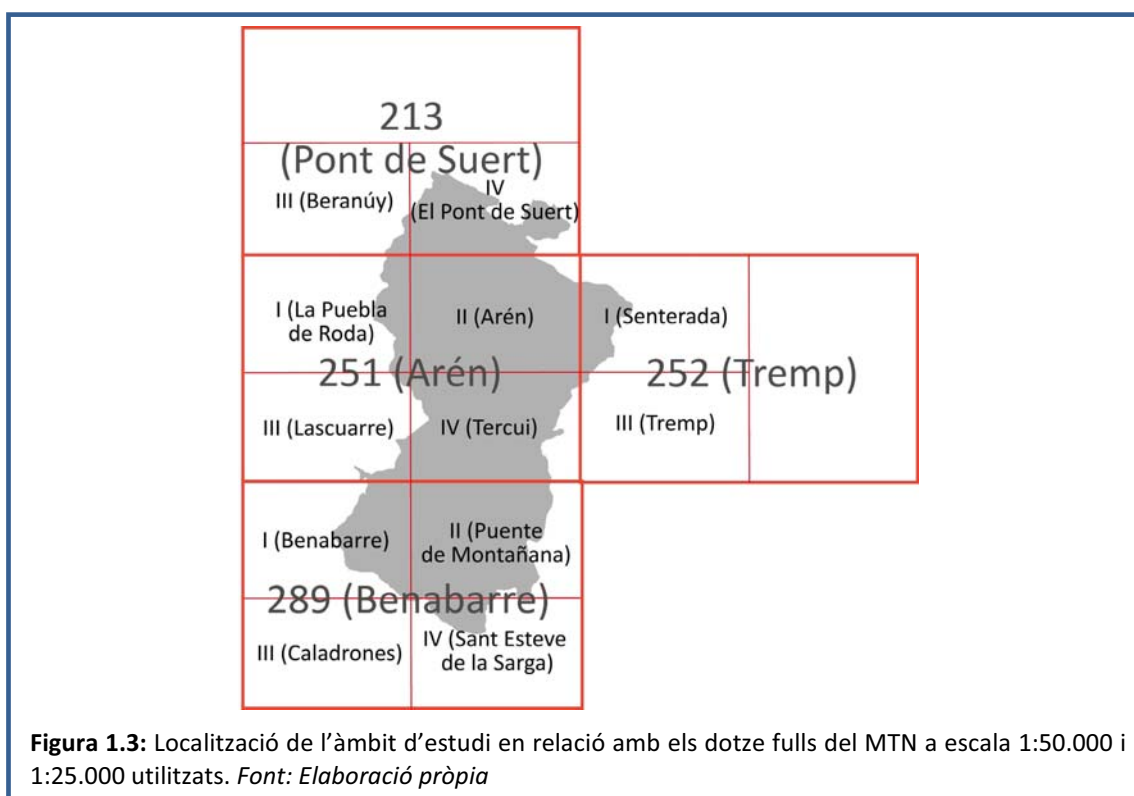 213
(Pont de Suert)
III (Beranúy)
IV
(El Pont de Suert)
I (La Puebla
de Roda)
II (Arén)
I (Senterada)
251 (Arén)
252 (Tremp)
III (Lascuarre)
IV (Tercui)
III (Tremp)
I (Benabarre)
II (Puente
de Montañana)
289 (Benabarre)
III (Caladrones)
IV (Sant Esteve
de la Sarga)
Figura 1.3: Localització de l’àmbit d’estudi en relació amb els dotze fulls del MTN a escala 1:50.000 i
1:25.000 utilitzats. Font: Elaboració pròpia